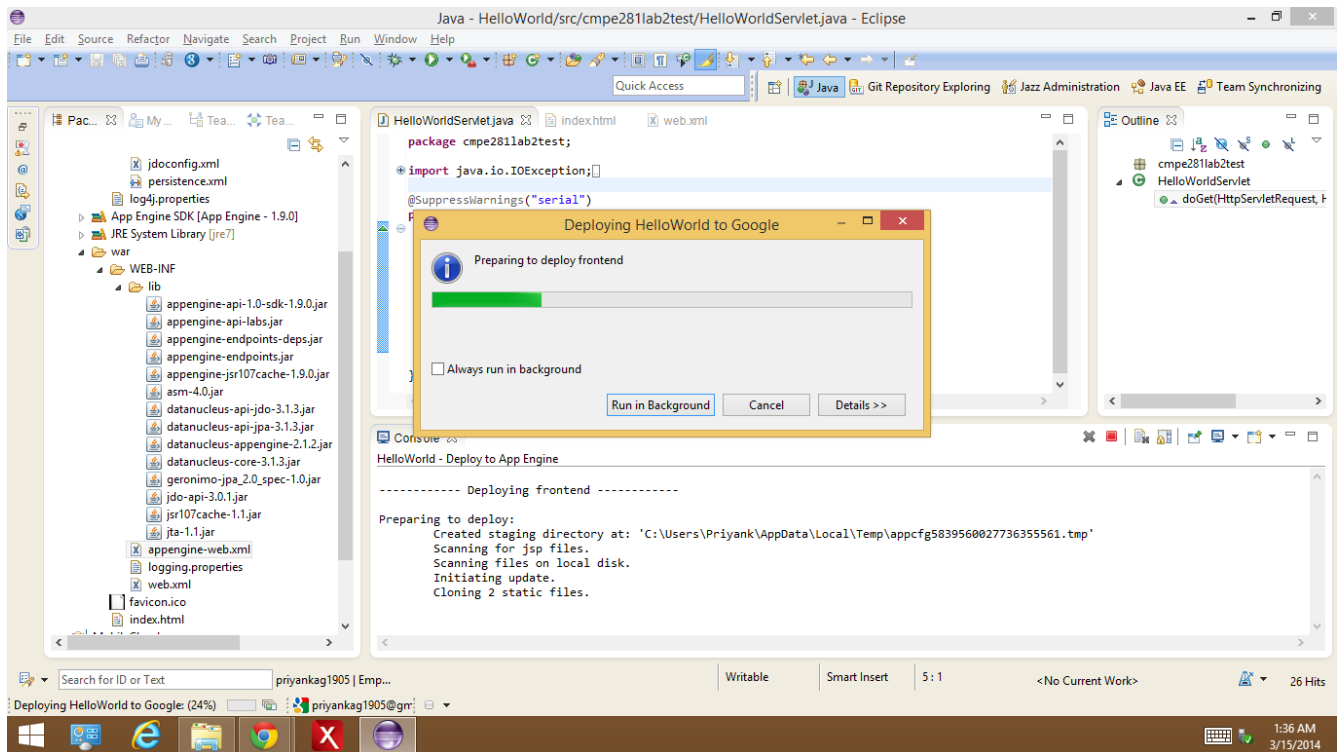 Java - HelloWorld/src/cmpe281lab2test/HelloWorldServlet.java - Eclipse
File Edit Source Refactor Navigate Search Project Run Window Help
Quick Access
Java
Git Repository Exploring
Jazz Administration
Java EE
Team Synchronizing
Pac...
My...
Tea...
Tea...
jdoconfig.xml
persistence.xml
log4j.properties
App Engine SDK [App Engine - 1.9.0]
JRE System Library [jre7]
war
WEB-INF
lib
appengine-api-1.0-sdk-1.9.0.jar
appengine-api-labs.jar
appengine-endpoints-deps.jar
appengine-endpoints.jar
appengine-jsr107cache-1.9.0.jar
asm-4.0.jar
datanucleus-api-jdo-3.1.3.jar
datanucleus-api-jpa-3.1.3.jar
datanucleus-appengine-2.1.2.jar
datanucleus-core-3.1.3.jar
geronimo-jpa_2.0_spec-1.0.jar
jdo-api-3.0.1.jar
jsr107cache-1.1.jar
jta-1.1.jar
appengine-web.xml
logging.properties
web.xml
favicon.ico
index.html
HelloWorldServlet.java
index.html
web.xml
package cmpe281lab2test;
import java.io.IOException;
@SuppressWarnings("serial")
Deploying HelloWorld to Google
Preparing to deploy frontend
Always run in background
Run in Background
Cancel
Details >>
Outline
cmpe281lab2test
HelloWorldServlet
doGet(HttpServletRequest, H
Console
HelloWorld - Deploy to App Engine
------------ Deploying frontend ------------
Preparing to deploy:
Created staging directory at: 'C:\Users\Priyank\AppData\Local\Temp\appcfg5839560027736355561.tmp'
Scanning for jsp files.
Scanning files on local disk.
Initiating update.
Cloning 2 static files.
Search for ID or Text
priyankag1905 | Emp...
Writable
Smart Insert
5 : 1
<No Current Work>
26 Hits
Deploying HelloWorld to Google: (24%)
priyankag1905@gm
1:36 AM
3/15/2014